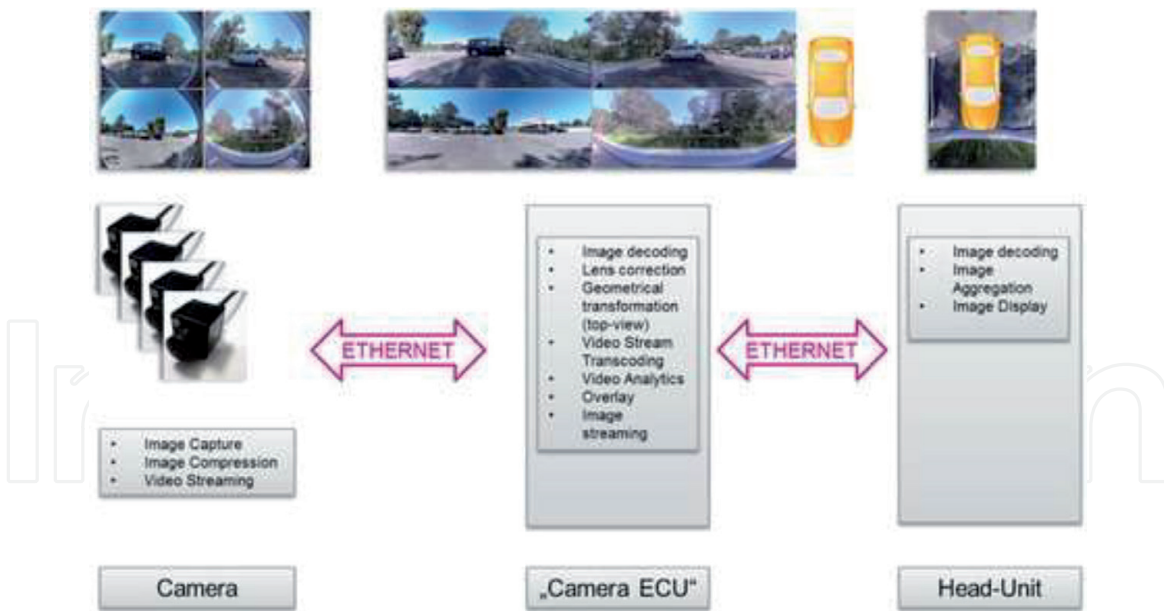 ETHERNET
• Image Capture
• Image Compression
• Video Streaming
Camera
• Image decoding
• Lens correction
• Geometrical
transformation
(top-view)
• Video Stream
Transcoding
• Video Analytics
• Overlay
• Image
streaming
„Camera ECU“
ETHERNET
• Image decoding
• Image
Aggregation
• Image Display
Head-Unit